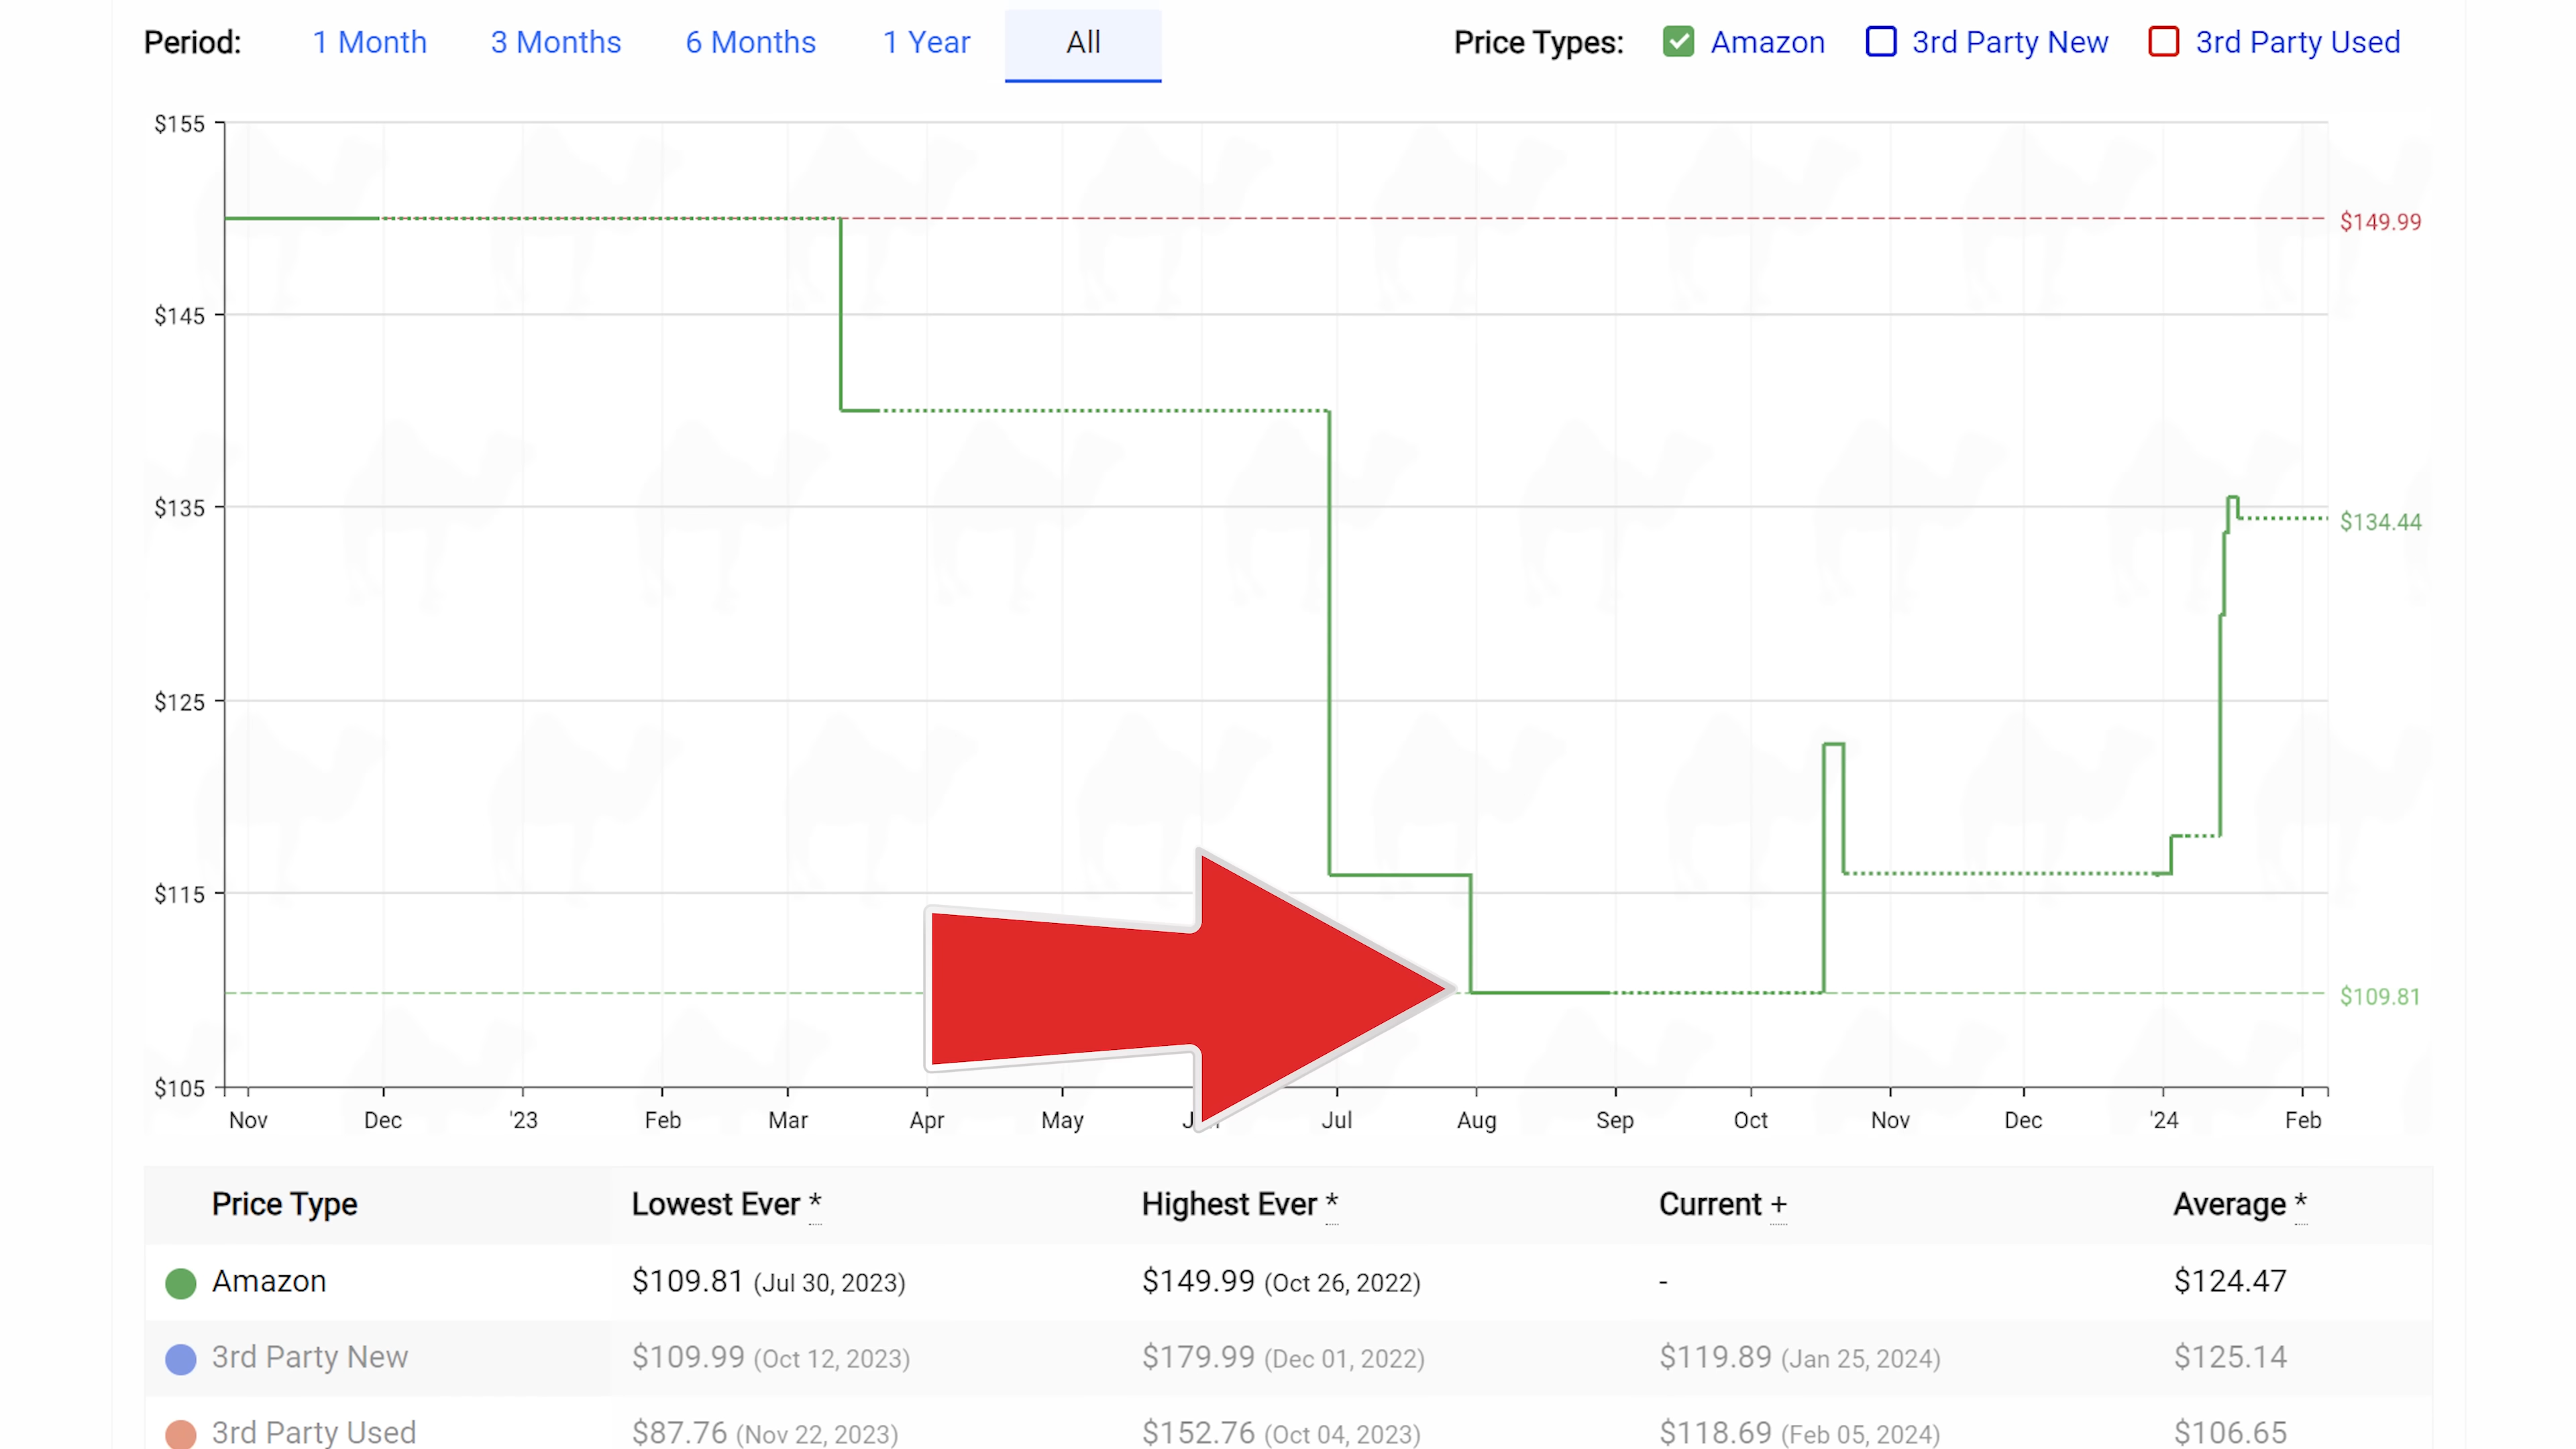 Period: 1 Month 3 Months 6 Months 1 Year All Price Types: Amazon 3rd Party New 3rd Party Used
$155
$149.99
$145
$135
$134.44
$125
$115
$109.81
$105
Nov Dec '23 Feb Mar Apr May Jul Aug Sep Oct Nov Dec '24 Feb
Price Type Lowest Ever * Highest Ever * Current + Average *
Amazon $109.81 (Jul 30, 2023) $149.99 (Oct 26, 2022) - $124.47
3rd Party New $109.99 (Oct 12, 2023) $179.99 (Dec 01, 2022) $119.89 (Jan 25, 2024) $125.14
3rd Party Used $87.76 (Nov 22, 2023) $152.76 (Oct 04, 2023) $118.69 (Feb 05, 2024) $106.65